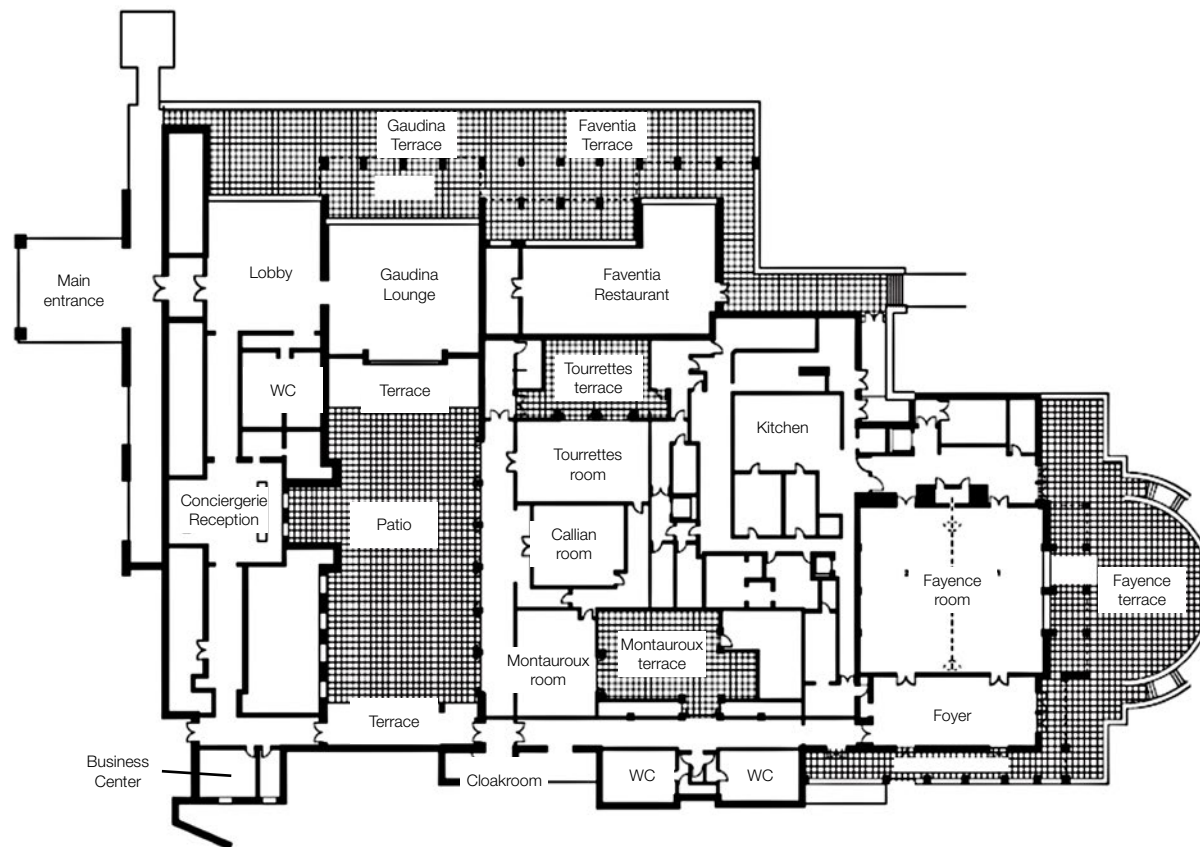 Gaudina
Terrace
Faventia
Terrace
Main
entrance
Lobby
Gaudina
Lounge
Faventia
Restaurant
WC
Terrace
Tourrettes
terrace
Kitchen
Tourrettes
room
Conciergerie
Reception
Patio
Callian
room
Fayence
room
Fayence
terrace
Montauroux
room
Montauroux
terrace
Terrace
Foyer
Business
Center
Cloakroom
WC
WC